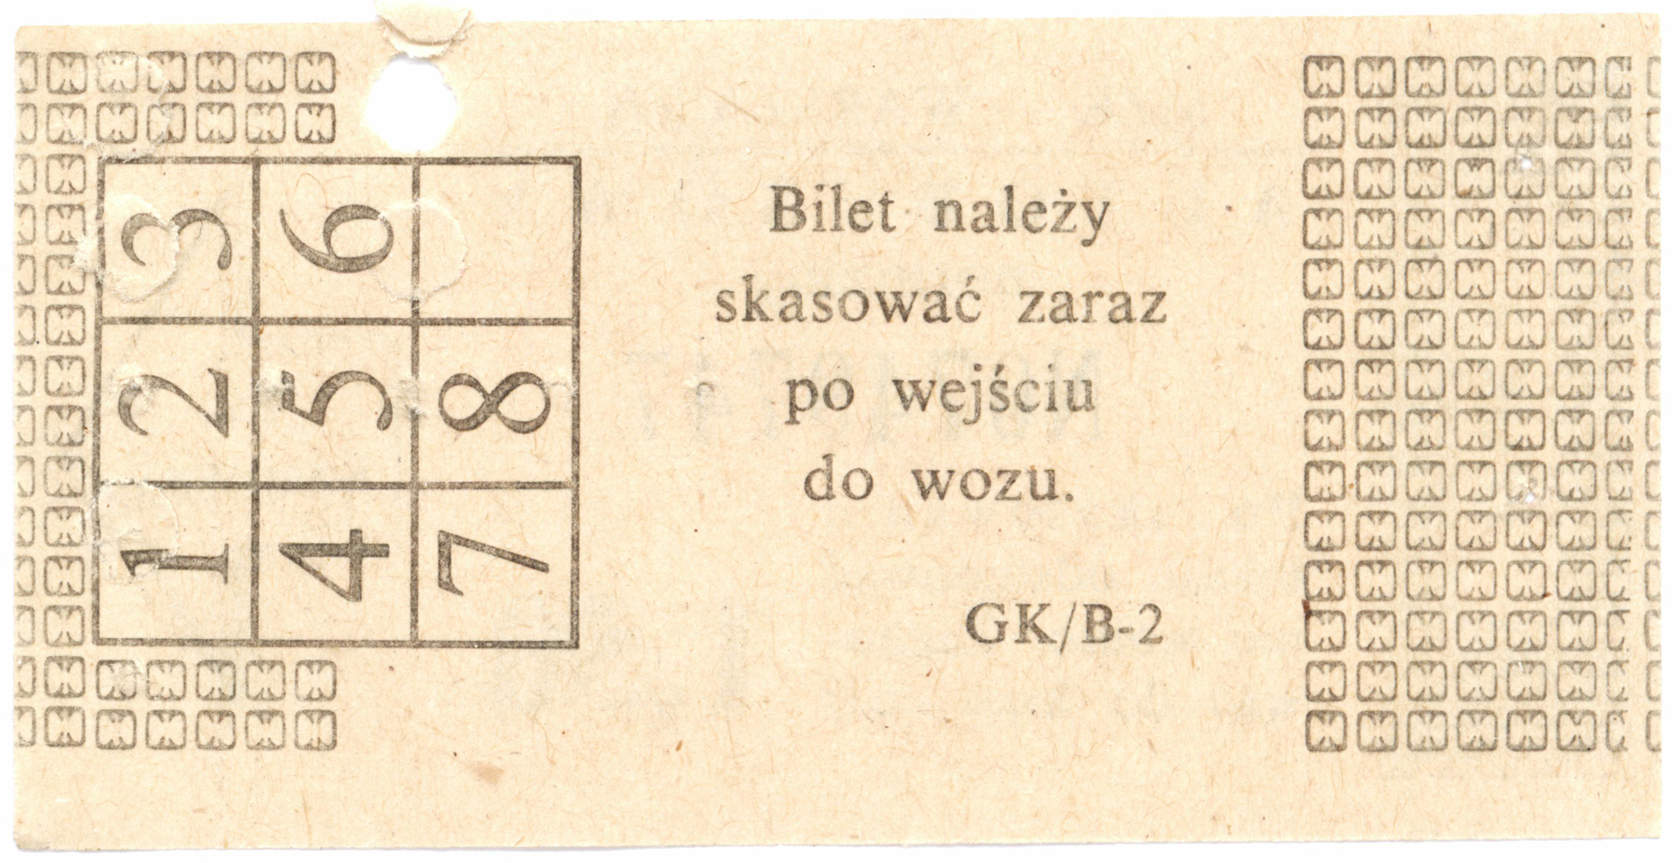 3 6
2 5 8
1 4 7
Bilet należy
skasować zaraz
po wejściu
do wozu.
GK/B-2